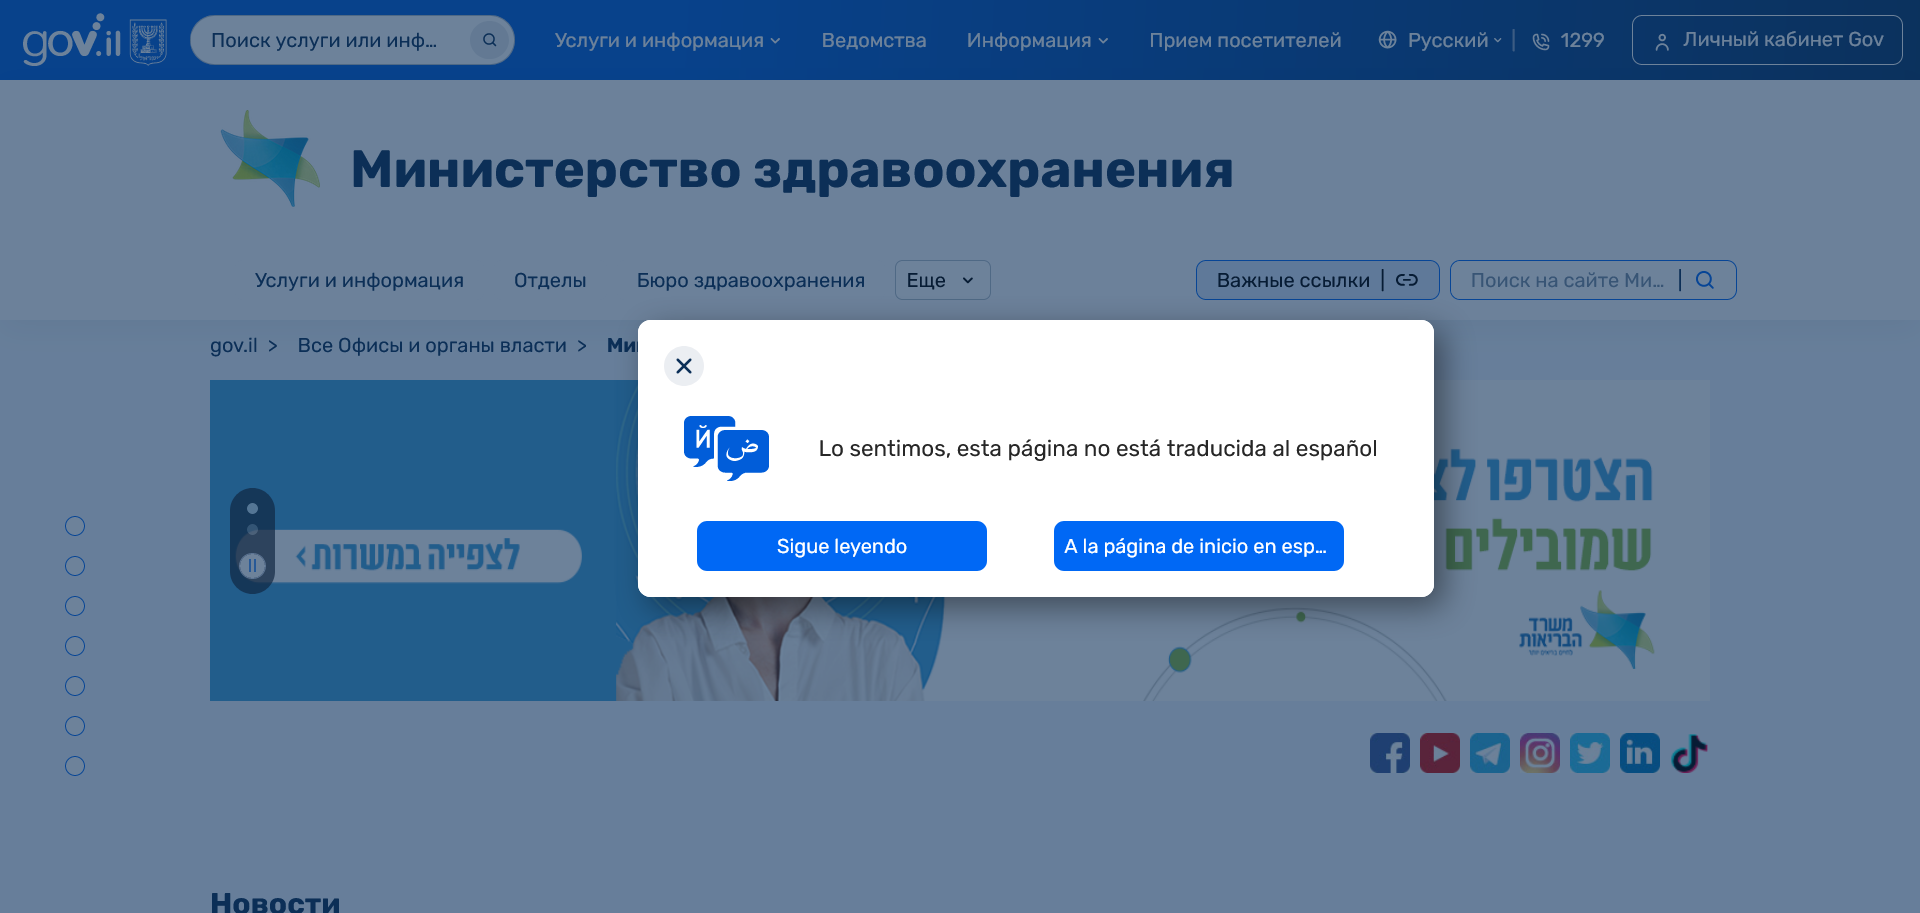 gov.il
Поиск услуги или инф...
Услуги и информация
Ведомства
Информация
Прием посетителей
Русский
1299
Личный кабинет Gov
Министерство здравоохранения
Услуги и информация
Отделы
Бюро здравоохранения
Еще
Важные ссылки
Поиск на сайте Ми...
gov.il > Все Офисы и органы власти >
Й ض
Lo sentimos, esta página no está traducida al español
Sigue leyendo
A la página de inicio en esp...
הצטרפו
שמובילים
לצפייה במשרות >
משרד
הבריאות
לחיים בריאים יותר
Новости